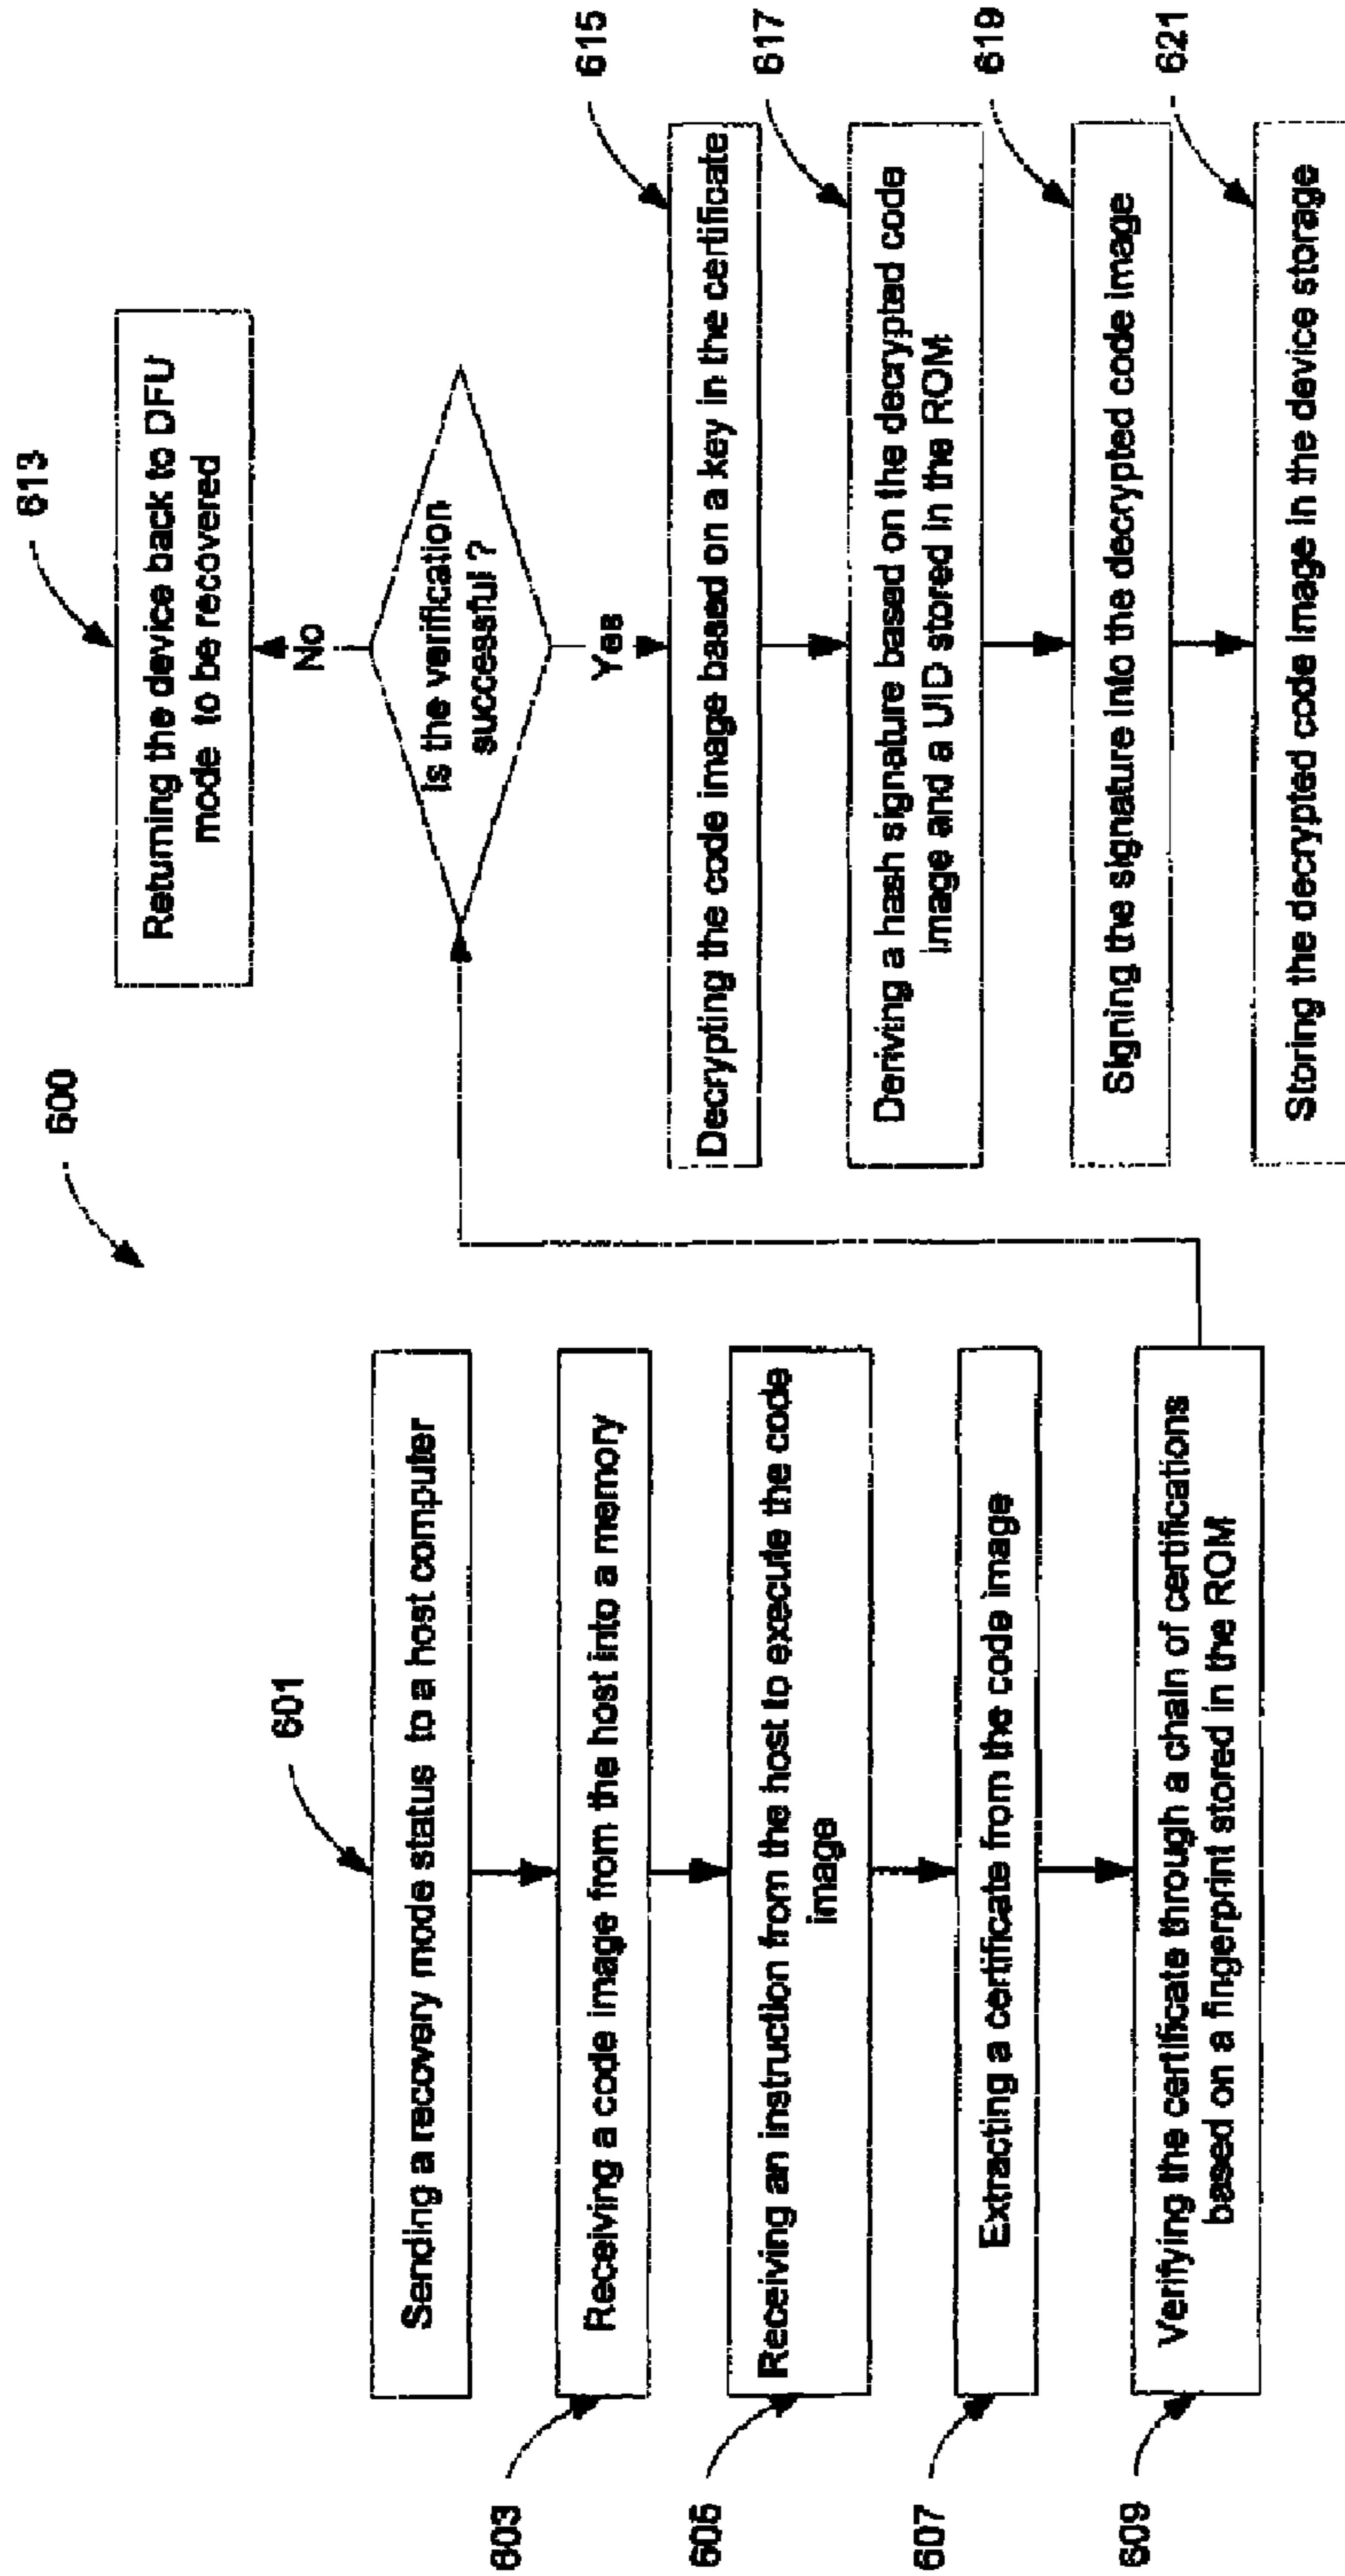 600
601
Sending a recovery mode status to a host computer
603
Receiving a code image from the host into a memory
605
Receiving an instruction from the host to execute the code
image
607
Extracting a certificate from the code image
609
Verifying the certificate through a chain of certifications
based on a fingerprint stored in the ROM
613
Returning the device back to DFU
mode to be recovered
No
Is the verification
successful ?
Yes
615
Decrypting the code image based on a key in the certificate
617
Deriving a hash signature based on the decrypted code
image and a UID stored in the ROM
619
Signing the signature into the decrypted code image
621
Storing the decrypted code image in the device storage